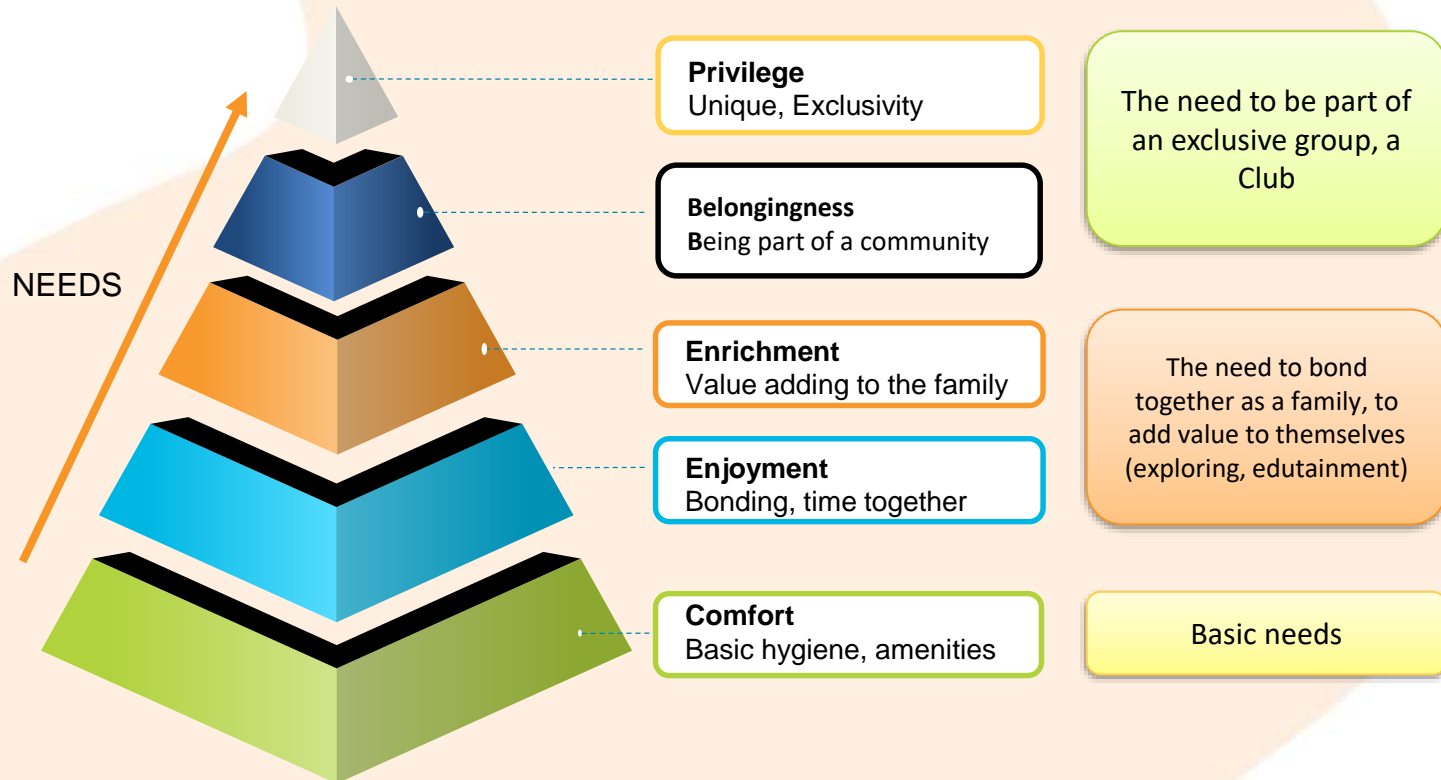 Privilege
Unique, Exclusivity
The need to be part of
an exclusive group, a
Club
Belongingness
Being part of a community
NEEDS
Enrichment
Value adding to the family
The need to bond
together as a family, to
add value to themselves
(exploring, edutainment)
Enjoyment
Bonding, time together
Comfort
Basic hygiene, amenities
Basic needs